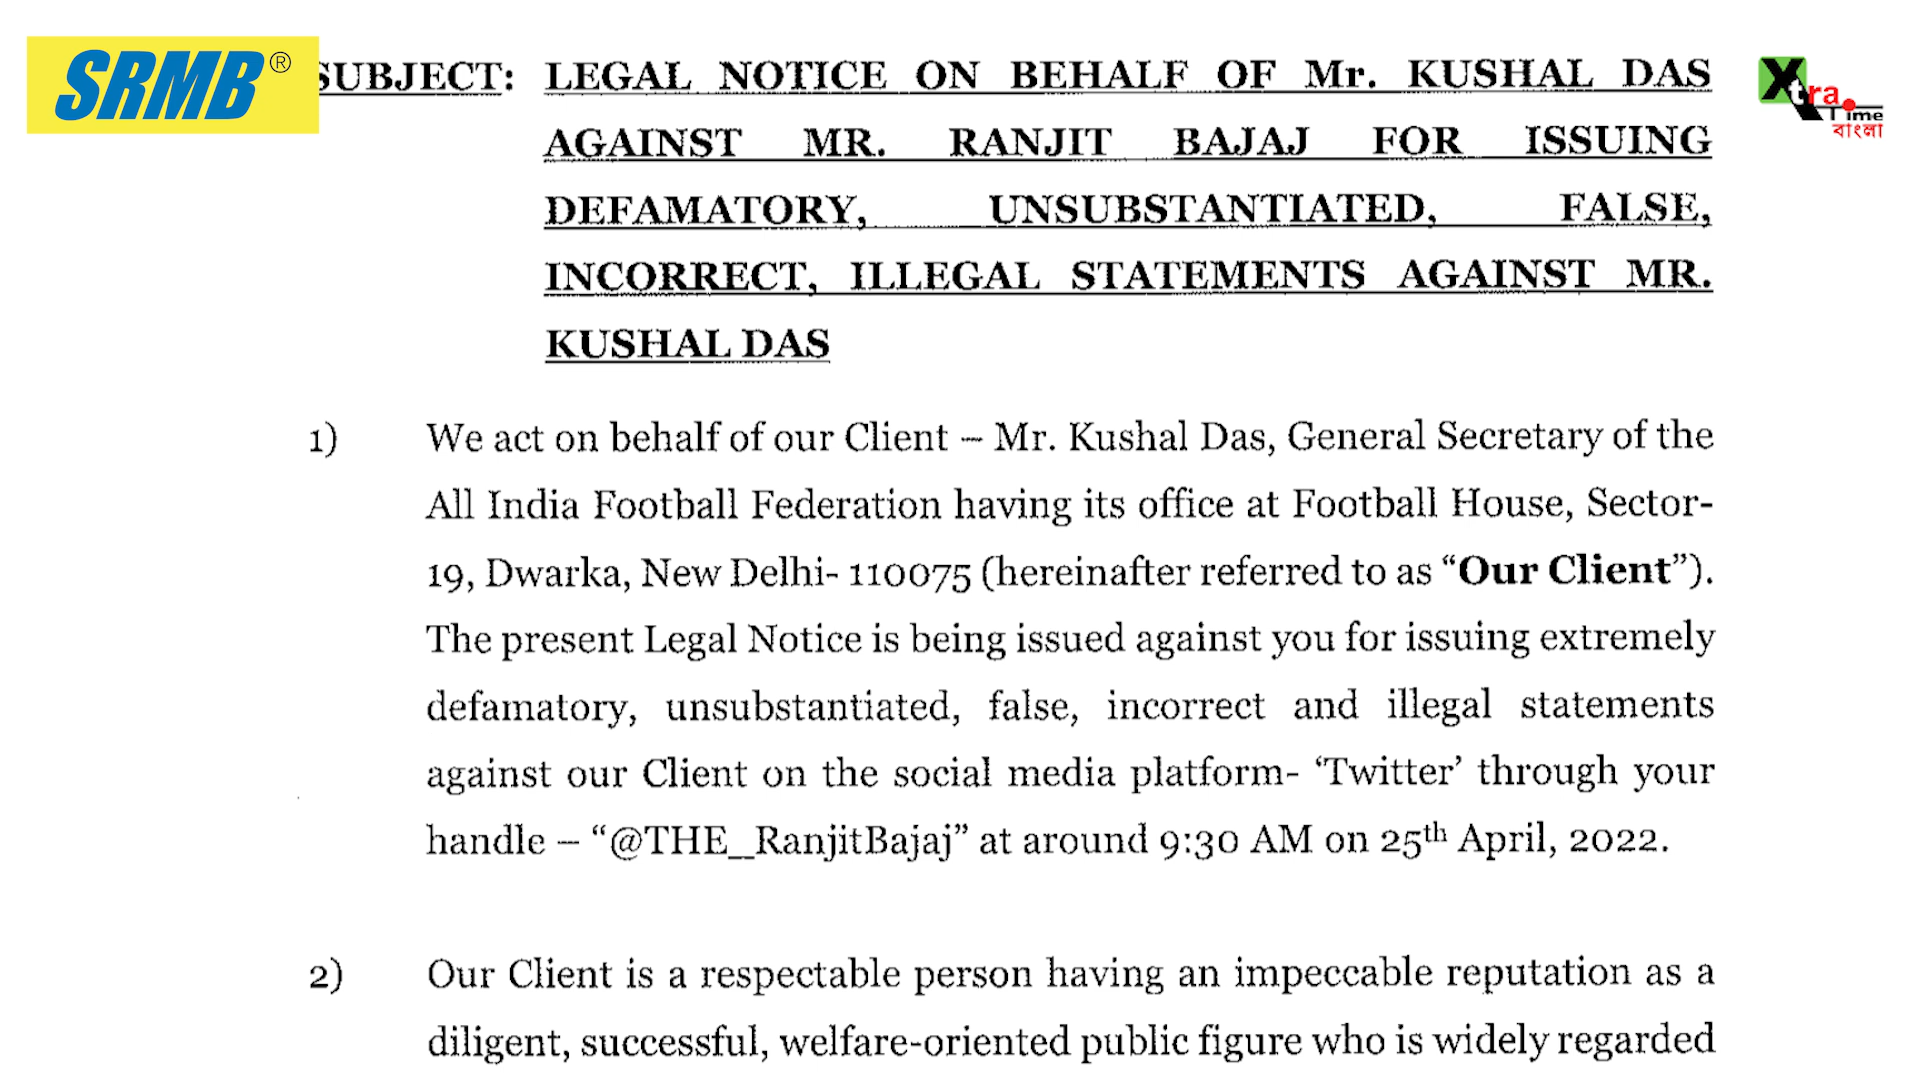 SRMB®
SUBJECT: LEGAL NOTICE ON BEHALF OF Mr. KUSHAL DAS
AGAINST MR. RANJIT BAJAJ FOR ISSUING
DEFAMATORY, UNSUBSTANTIATED, FALSE,
INCORRECT, ILLEGAL STATEMENTS AGAINST MR.
KUSHAL DAS
Xtra Time
বাংলা
1) We act on behalf of our Client – Mr. Kushal Das, General Secretary of the
All India Football Federation having its office at Football House, Sector-
19, Dwarka, New Delhi- 110075 (hereinafter referred to as “Our Client”).
The present Legal Notice is being issued against you for issuing extremely
defamatory, unsubstantiated, false, incorrect and illegal statements
against our Client on the social media platform- ‘Twitter’ through your
handle – “@THE_RanjitBajaj” at around 9:30 AM on 25th April, 2022.
2) Our Client is a respectable person having an impeccable reputation as a
diligent, successful, welfare-oriented public figure who is widely regarded